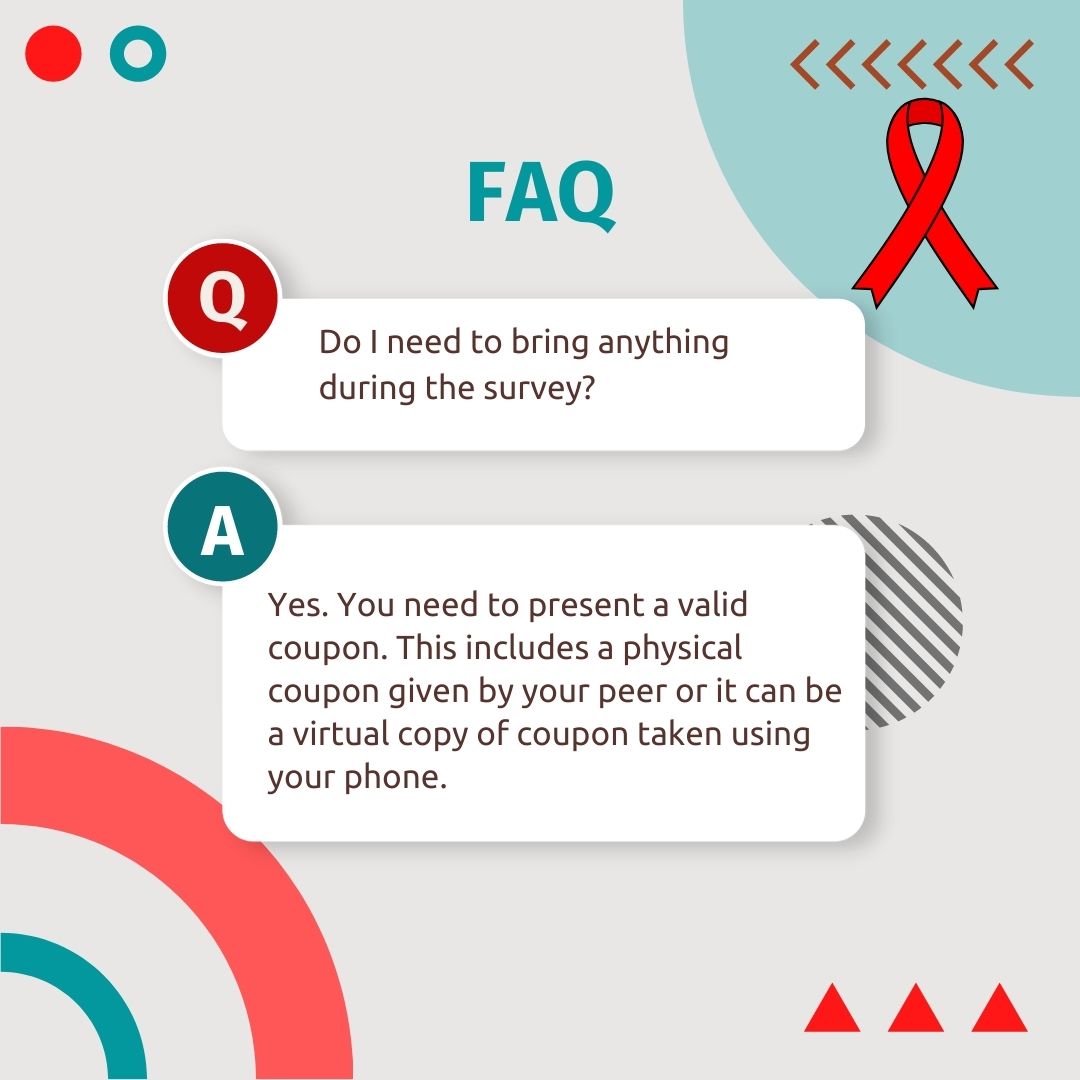 FAQ
Q
Do I need to bring anything
during the survey?
A
Yes. You need to present a valid
coupon. This includes a physical
coupon given by your peer or it can be
a virtual copy of coupon taken using
your phone.